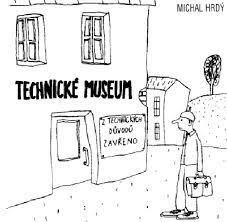 MICHAL HRDÝ
TECHNICKÉ MUSEUM
Z TECHNICKÝCH
DŮVODŮ
ZAVŘENO